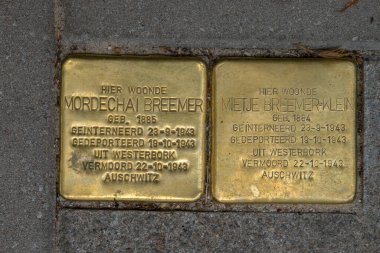 HIER WOONDE
MORDECHAI BREEMER
GEB. 1885
GEÏNTERNEERD 23-9-1943
GEDEPORTEERD 19-10-1943
UIT WESTERBORK
VERMOORD 22-10-1943
AUSCHWITZ
HIER WOONDE
MIETJE BREEMER-KLEIN
GEB. 1884
GEÏNTERNEERD 23-9-1943
GEDEPORTEERD 19-10-1943
UIT WESTERBORK
VERMOORD 22-10-1943
AUSCHWITZ